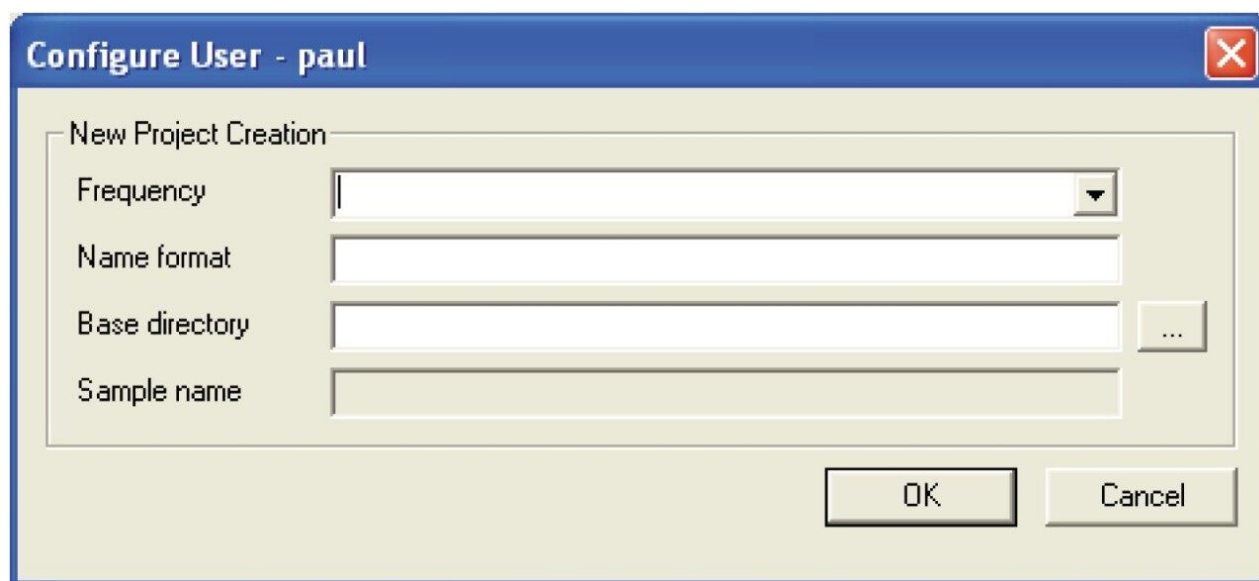 Configure User - paul
New Project Creation
Frequency
Name format
Base directory
...
Sample name
OK
Cancel